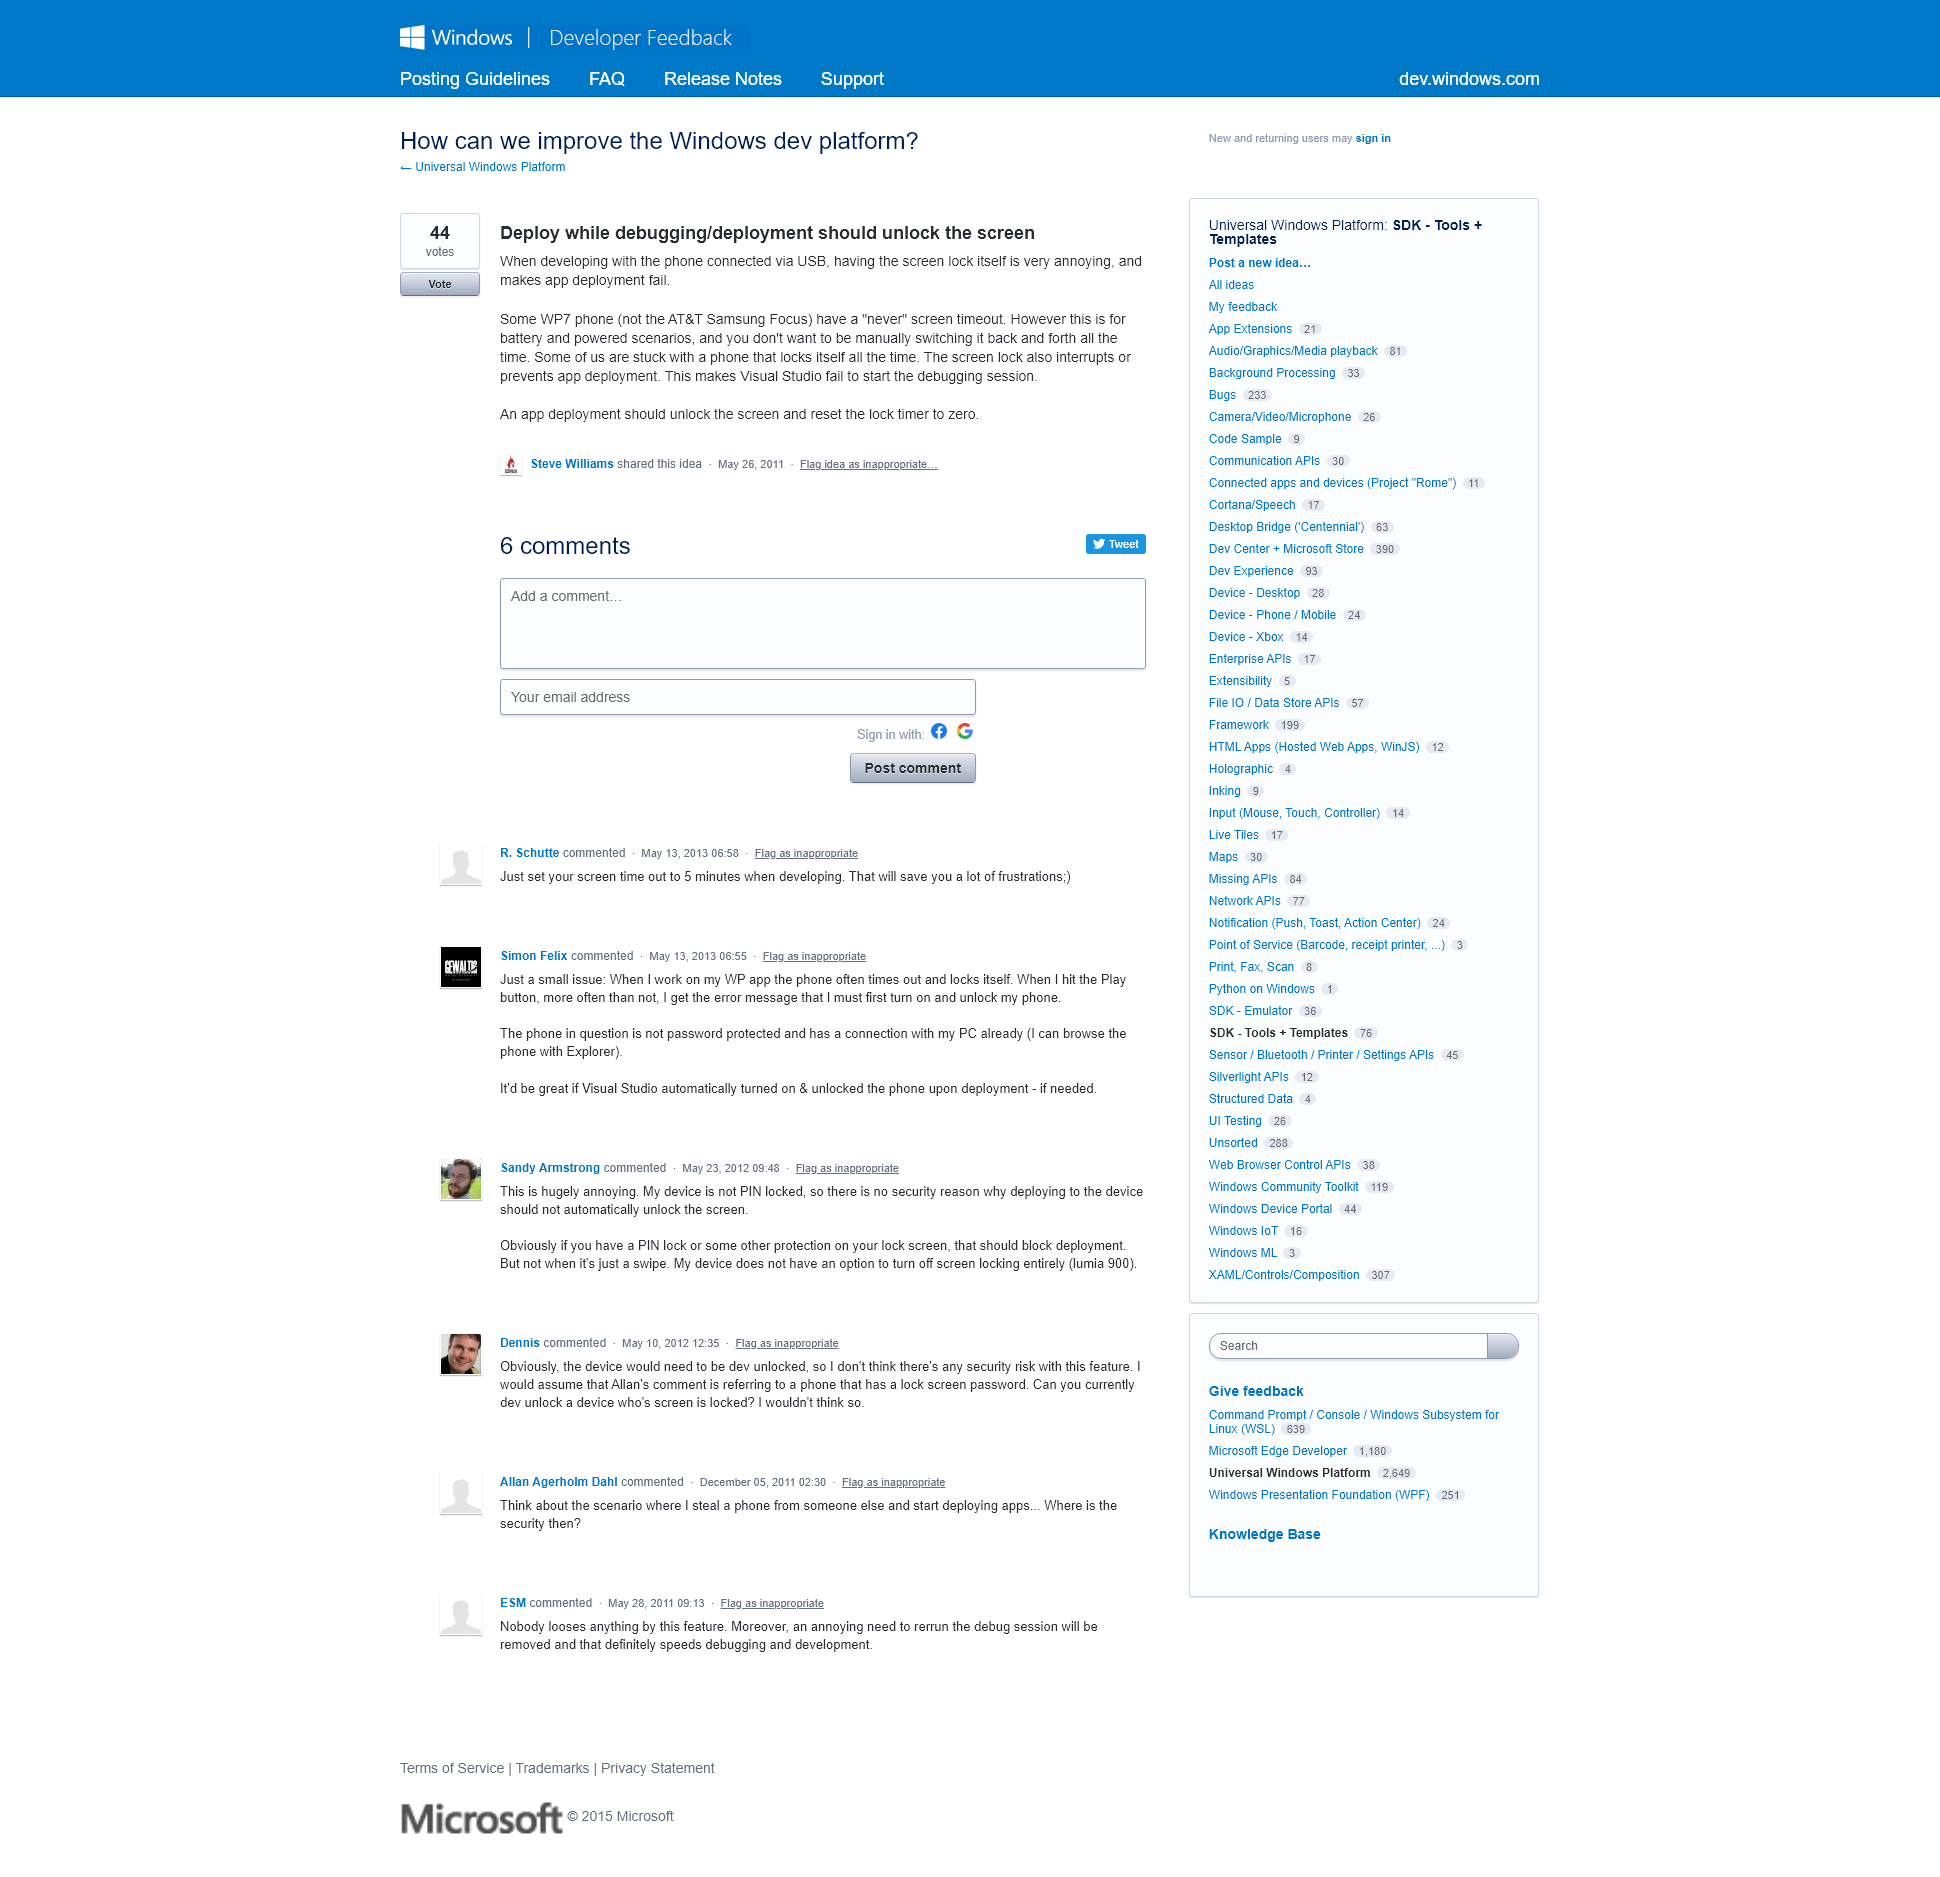 Windows | Developer Feedback
Posting Guidelines FAQ Release Notes Support dev.windows.com
How can we improve the Windows dev platform?
← Universal Windows Platform
New and returning users may sign in
44
votes
Vote
Deploy while debugging/deployment should unlock the screen
When developing with the phone connected via USB, having the screen lock itself is very annoying, and
makes app deployment fail.
Some WP7 phone (not the AT&T Samsung Focus) have a "never" screen timeout. However this is for
battery and powered scenarios, and you don't want to be manually switching it back and forth all the
time. Some of us are stuck with a phone that locks itself all the time. The screen lock also interrupts or
prevents app deployment. This makes Visual Studio fail to start the debugging session.
An app deployment should unlock the screen and reset the lock timer to zero.
Steve Williams shared this idea · May 26, 2011 · Flag idea as inappropriate…
6 comments
Tweet
Add a comment…
Your email address
Sign in with:
Post comment
R. Schutte commented · May 13, 2013 06:58 · Flag as inappropriate
Just set your screen time out to 5 minutes when developing. That will save you a lot of frustrations;)
GEWALT
Simon Felix commented · May 13, 2013 06:55 · Flag as inappropriate
Just a small issue: When I work on my WP app the phone often times out and locks itself. When I hit the Play
button, more often than not, I get the error message that I must first turn on and unlock my phone.
The phone in question is not password protected and has a connection with my PC already (I can browse the
phone with Explorer).
It'd be great if Visual Studio automatically turned on & unlocked the phone upon deployment - if needed.
Sandy Armstrong commented · May 23, 2012 09:48 · Flag as inappropriate
This is hugely annoying. My device is not PIN locked, so there is no security reason why deploying to the device
should not automatically unlock the screen.
Obviously if you have a PIN lock or some other protection on your lock screen, that should block deployment.
But not when it's just a swipe. My device does not have an option to turn off screen locking entirely (lumia 900).
Dennis commented · May 10, 2012 12:35 · Flag as inappropriate
Obviously, the device would need to be dev unlocked, so I don't think there's any security risk with this feature. I
would assume that Allan's comment is referring to a phone that has a lock screen password. Can you currently
dev unlock a device who's screen is locked? I wouldn't think so.
Allan Agerholm Dahl commented · December 05, 2011 02:30 · Flag as inappropriate
Think about the scenario where I steal a phone from someone else and start deploying apps... Where is the
security then?
ESM commented · May 28, 2011 09:13 · Flag as inappropriate
Nobody looses anything by this feature. Moreover, an annoying need to rerun the debug session will be
removed and that definitely speeds debugging and development.
Universal Windows Platform: SDK - Tools +
Templates
Post a new idea…
All ideas
My feedback
App Extensions 21
Audio/Graphics/Media playback 81
Background Processing 33
Bugs 233
Camera/Video/Microphone 26
Code Sample 9
Communication APIs 30
Connected apps and devices (Project "Rome") 11
Cortana/Speech 17
Desktop Bridge ('Centennial') 63
Dev Center + Microsoft Store 390
Dev Experience 93
Device - Desktop 28
Device - Phone / Mobile 24
Device - Xbox 14
Enterprise APIs 17
Extensibility 5
File IO / Data Store APIs 57
Framework 199
HTML Apps (Hosted Web Apps, WinJS) 12
Holographic 4
Inking 9
Input (Mouse, Touch, Controller) 14
Live Tiles 17
Maps 30
Missing APIs 84
Network APIs 77
Notification (Push, Toast, Action Center) 24
Point of Service (Barcode, receipt printer, ...) 3
Print, Fax, Scan 8
Python on Windows 1
SDK - Emulator 36
SDK - Tools + Templates 76
Sensor / Bluetooth / Printer / Settings APIs 45
Silverlight APIs 12
Structured Data 4
UI Testing 26
Unsorted 288
Web Browser Control APIs 38
Windows Community Toolkit 119
Windows Device Portal 44
Windows IoT 16
Windows ML 3
XAML/Controls/Composition 307
Search
Give feedback
Command Prompt / Console / Windows Subsystem for
Linux (WSL) 639
Microsoft Edge Developer 1,180
Universal Windows Platform 2,649
Windows Presentation Foundation (WPF) 251
Knowledge Base
Terms of Service | Trademarks | Privacy Statement
Microsoft © 2015 Microsoft